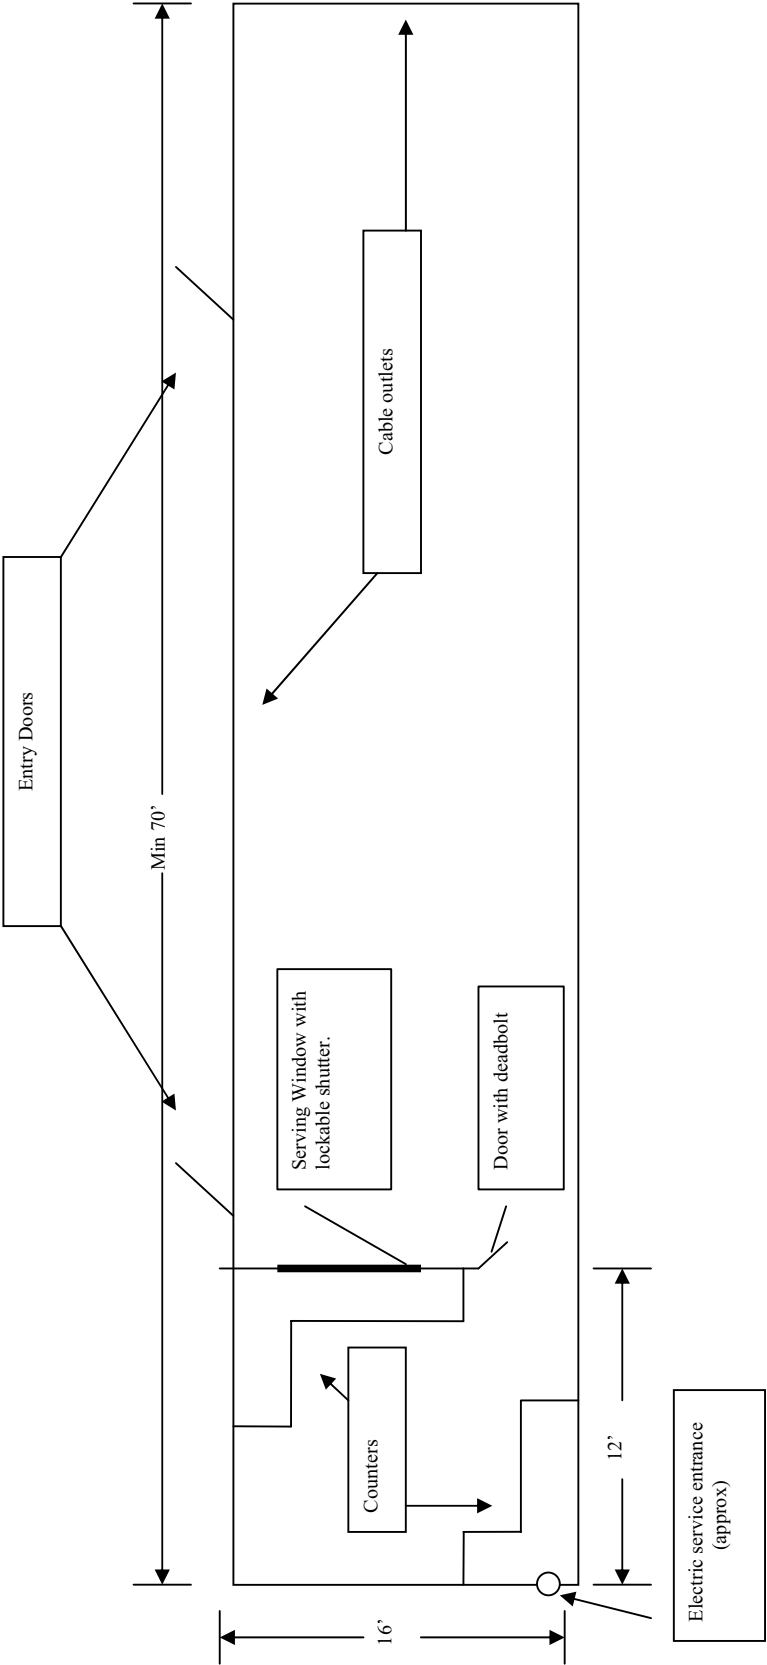 Entry Doors
Min 70’
Cable outlets
Serving Window with
lockable shutter.
Door with deadbolt
Counters
12’
16’
Electric service entrance
(approx)